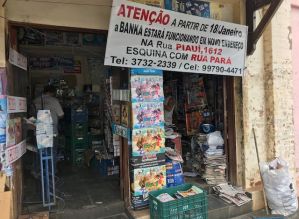 ATENÇÃO A PARTIR DE 18/Janeiro
a BANKA ESTARÁ FUNCIONANDO EM NOVO ENDEREÇO
NA Rua PIAUÍ, 1612
ESQUINA COM RUA PARÁ
Tel: 3732-2339 / Cel: 99790-4471